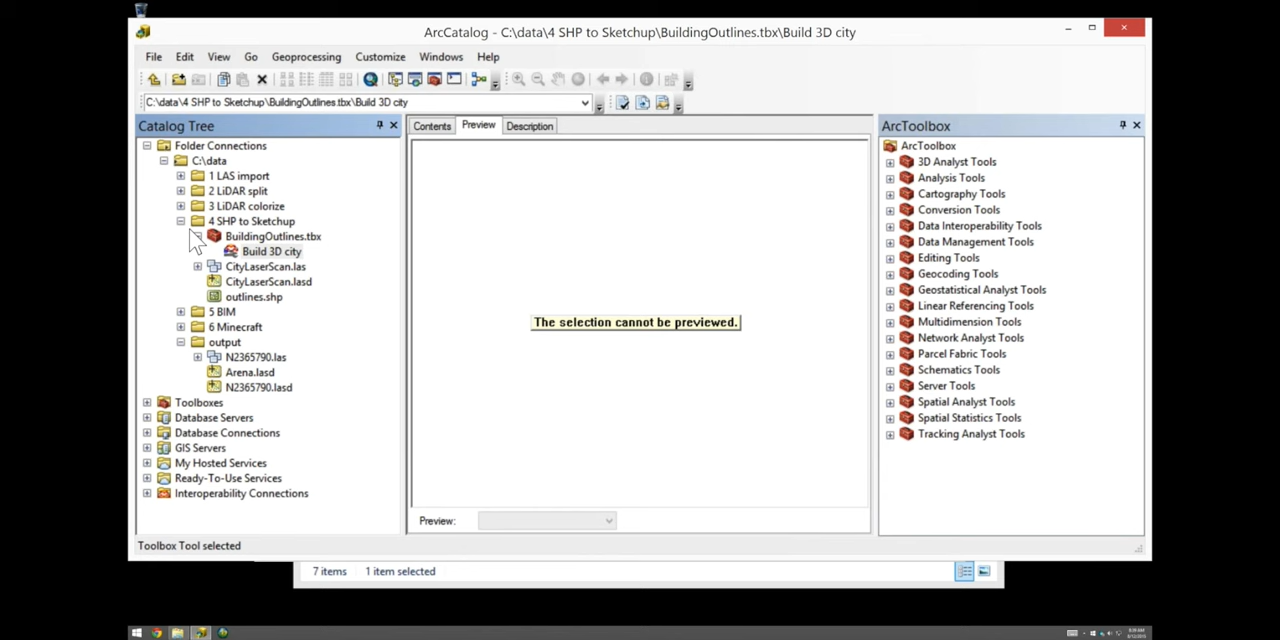 ArcCatalog - C:\data\4 SHP to Sketchup\BuildingOutlines.tbx\Build 3D city
File Edit View Go Geoprocessing Customize Windows Help
C:\data\4 SHP to Sketchup\BuildingOutlines.tbx\Build 3D city
Catalog Tree
Folder Connections
C:\data
1 LAS import
2 LiDAR split
3 LiDAR colorize
4 SHP to Sketchup
BuildingOutlines.tbx
Build 3D city
CityLaserScan.las
CityLaserScan.lasd
outlines.shp
5 BIM
6 Minecraft
output
N2365790.las
Arena.lasd
N2365790.lasd
Toolboxes
Database Servers
Database Connections
GIS Servers
My Hosted Services
Ready-To-Use Services
Interoperability Connections
Contents Preview Description
The selection cannot be previewed.
Preview:
ArcToolbox
ArcToolbox
3D Analyst Tools
Analysis Tools
Cartography Tools
Conversion Tools
Data Interoperability Tools
Data Management Tools
Editing Tools
Geocoding Tools
Geostatistical Analyst Tools
Linear Referencing Tools
Multidimension Tools
Network Analyst Tools
Parcel Fabric Tools
Schematics Tools
Server Tools
Spatial Analyst Tools
Spatial Statistics Tools
Tracking Analyst Tools
Toolbox Tool selected
7 items 1 item selected